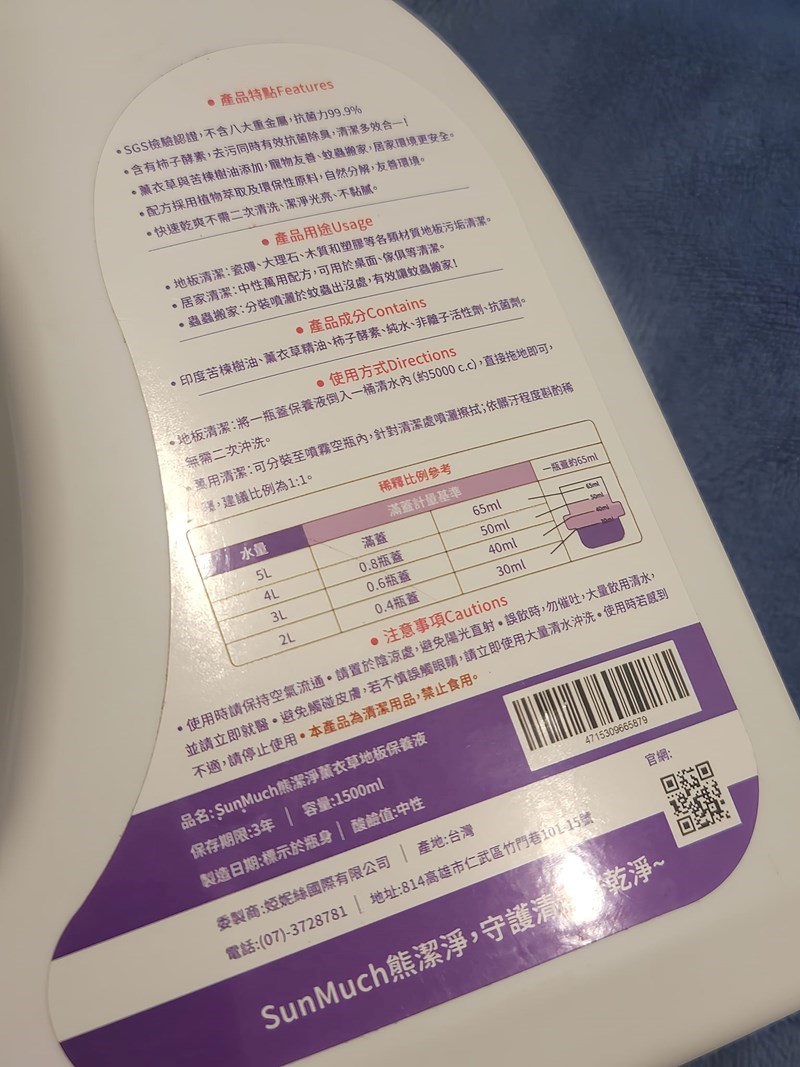 • 產品特點Features
• SGS檢驗認證,不含八大重金屬,抗菌力99.9%
• 含有柿子酵素,去污同時有效抗菌除臭,清潔多效合一!
• 薰衣草與苦楝樹油添加,寵物友善、蚊蟲搬家,居家環境更安全。
• 配方採用植物萃取及環保性原料,自然分解,友善環境。
• 快速乾爽不需二次清洗、潔淨光亮、不黏膩。
• 產品用途Usage
• 地板清潔:瓷磚、大理石、木質和塑膠等各類材質地板污垢清潔。
• 居家清潔:中性萬用配方,可用於桌面、傢俱等清潔。
• 蟲蟲搬家:分裝噴灑於蚊蟲出沒處,有效讓蚊蟲搬家!
• 產品成分Contains
• 印度苦楝樹油、薰衣草精油、柿子酵素、純水、非離子活性劑、抗菌劑。
• 使用方式Directions
• 地板清潔:將一瓶蓋保養液倒入一桶清水內(約5000 c.c),直接拖地即可,
無需二次沖洗。
• 萬用清潔:可分裝至噴霧空瓶內,針對清潔處噴灑擦拭;依髒汙程度斟酌稀
釋,建議比例為1:1。
稀釋比例參考
水量 滿蓋計量基準 一瓶蓋約65ml
5L 滿蓋 65ml
4L 0.8瓶蓋 50ml
3L 0.6瓶蓋 40ml
2L 0.4瓶蓋 30ml
65ml
50ml
40ml
30ml
• 注意事項Cautions
• 使用時請保持空氣流通 • 請置於陰涼處,避免陽光直射 • 誤飲時,勿催吐,大量飲用清水,
並請立即就醫 • 避免觸碰皮膚,若不慎誤觸眼睛,請立即使用大量清水沖洗 • 使用時若感到
不適,請停止使用 • 本產品為清潔用品,禁止食用。
4715309665879
品名:SunMuch熊潔淨薰衣草地板保養液
保存期限:3年 | 容量:1500ml
製造日期:標示於瓶身 | 酸鹼值:中性
官網:
委製商:婭妮絲國際有限公司 | 產地:台灣
電話:(07)-3728781 | 地址:814高雄市仁武區竹門巷101-15號
SunMuch熊潔淨,守護清 乾淨~